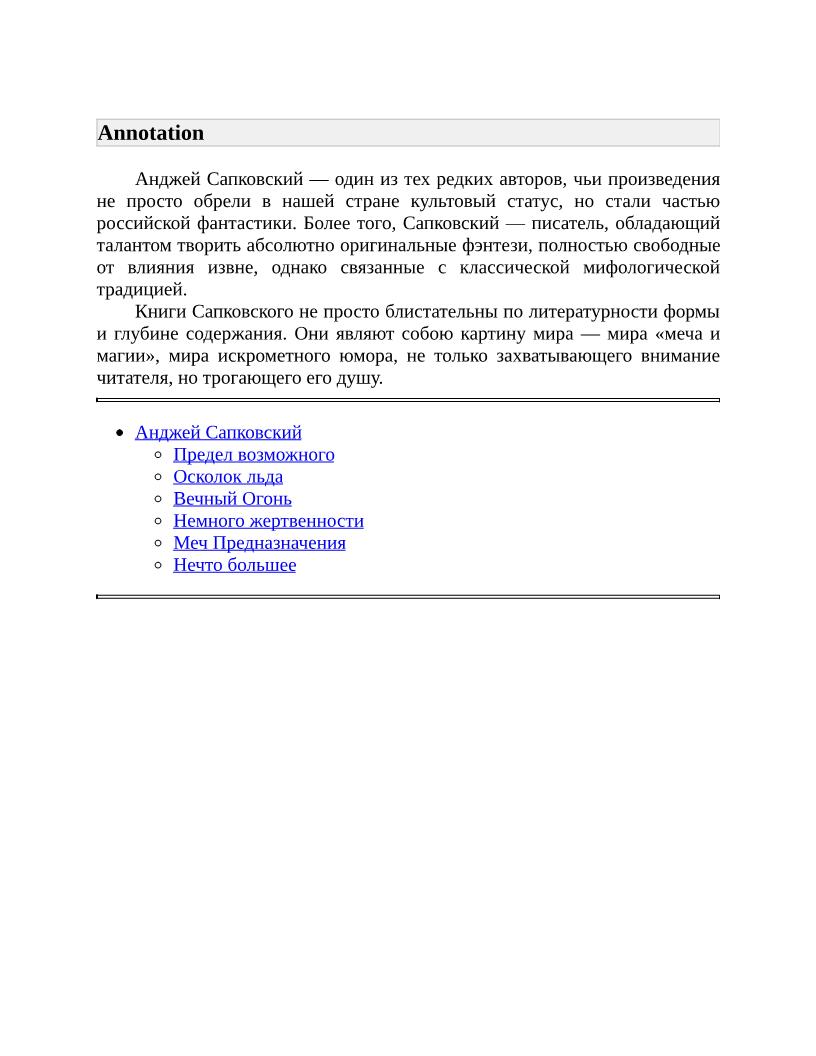 Annotation
Анджей Сапковский — один из тех редких авторов, чьи произведения
не просто обрели в нашей стране культовый статус, но стали частью
российской фантастики. Более того, Сапковский — писатель, обладающий
талантом творить абсолютно оригинальные фэнтези, полностью свободные
от влияния извне, однако связанные с классической мифологической
традицией.
Книги Сапковского не просто блистательны по литературности формы
и глубине содержания. Они являют собою картину мира — мира «меча и
магии», мира искрометного юмора, не только захватывающего внимание
читателя, но трогающего его душу.
Анджей Сапковский
Предел возможного
Осколок льда
Вечный Огонь
Немного жертвенности
Меч Предназначения
Нечто большее